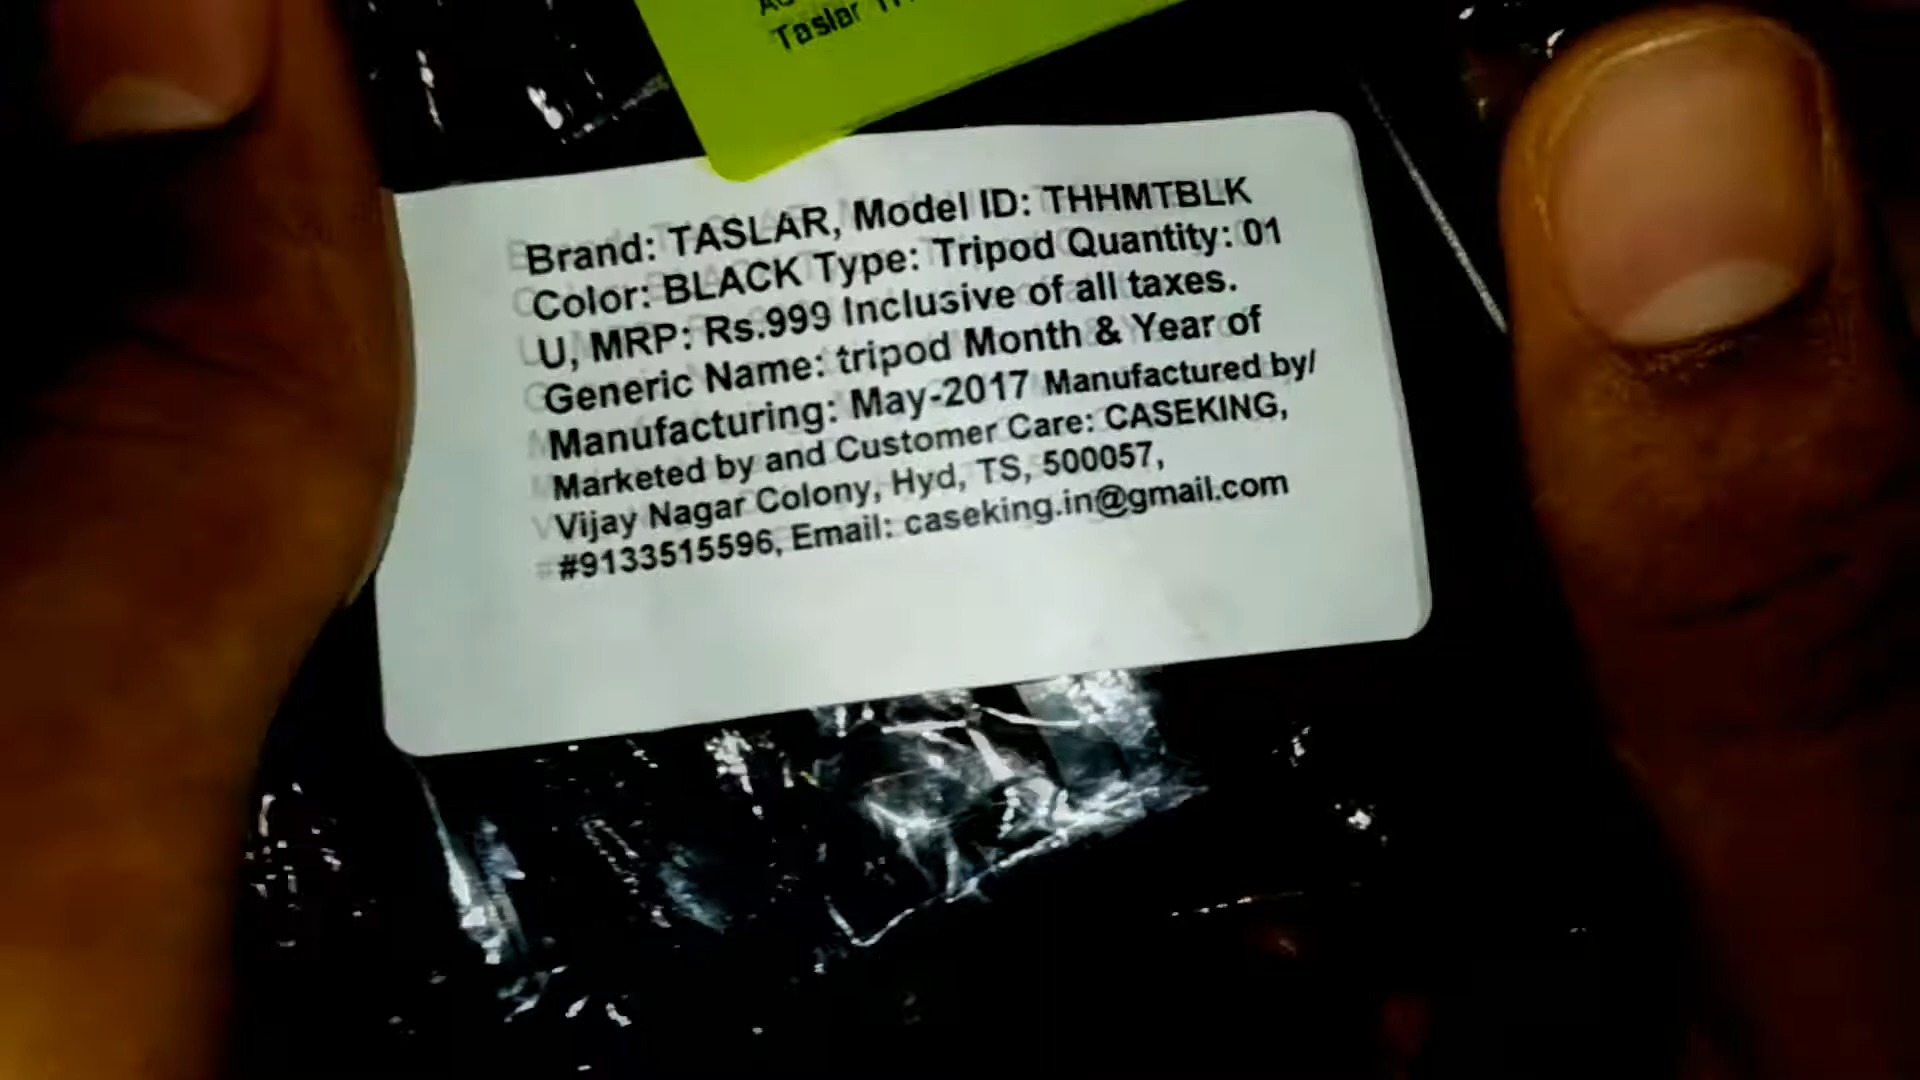 Taslar
Brand: TASLAR, Model ID: THHMTBLK
Color: BLACK Type: Tripod Quantity: 01
U, MRP: Rs.999 Inclusive of all taxes.
Generic Name: tripod Month & Year of
Manufacturing: May-2017 Manufactured by/
Marketed by and Customer Care: CASEKING,
Vijay Nagar Colony, Hyd, TS, 500057,
#9133515596, Email: caseking.in@gmail.com